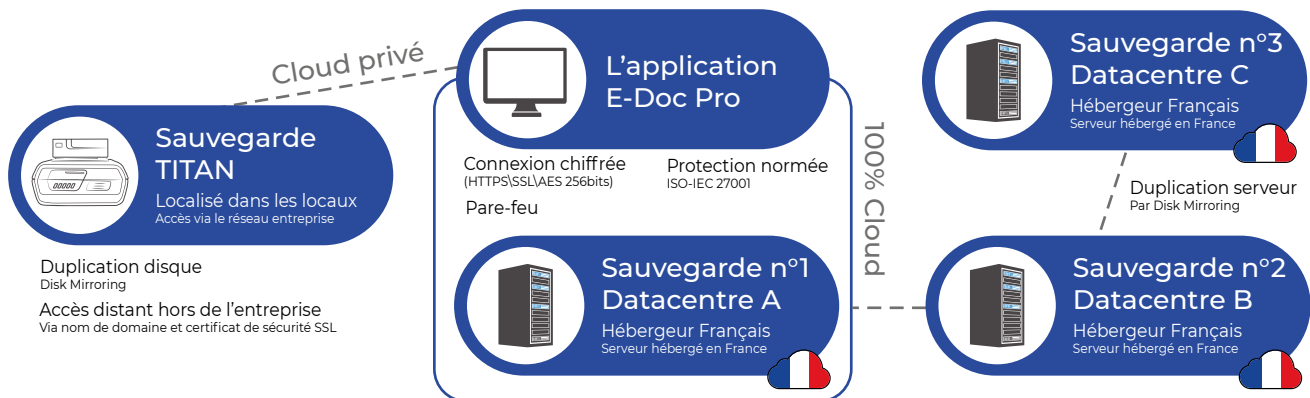 Cloud privé
Sauvegarde
TITAN
Localisé dans les locaux
Accès via le réseau entreprise
00000
Duplication disque
Disk Mirroring
Accès distant hors de l'entreprise
Via nom de domaine et certificat de sécurité SSL
L'application
E-Doc Pro
Connexion chiffrée
(HTTPS\SSL\AES 256bits)
Protection normée
ISO-IEC 27001
Pare-feu
Sauvegarde n°1
Datacentre A
Hébergeur Français
Serveur hébergé en France
100% Cloud
Sauvegarde n°3
Datacentre C
Hébergeur Français
Serveur hébergé en France
Duplication serveur
Par Disk Mirroring
Sauvegarde n°2
Datacentre B
Hébergeur Français
Serveur hébergé en France